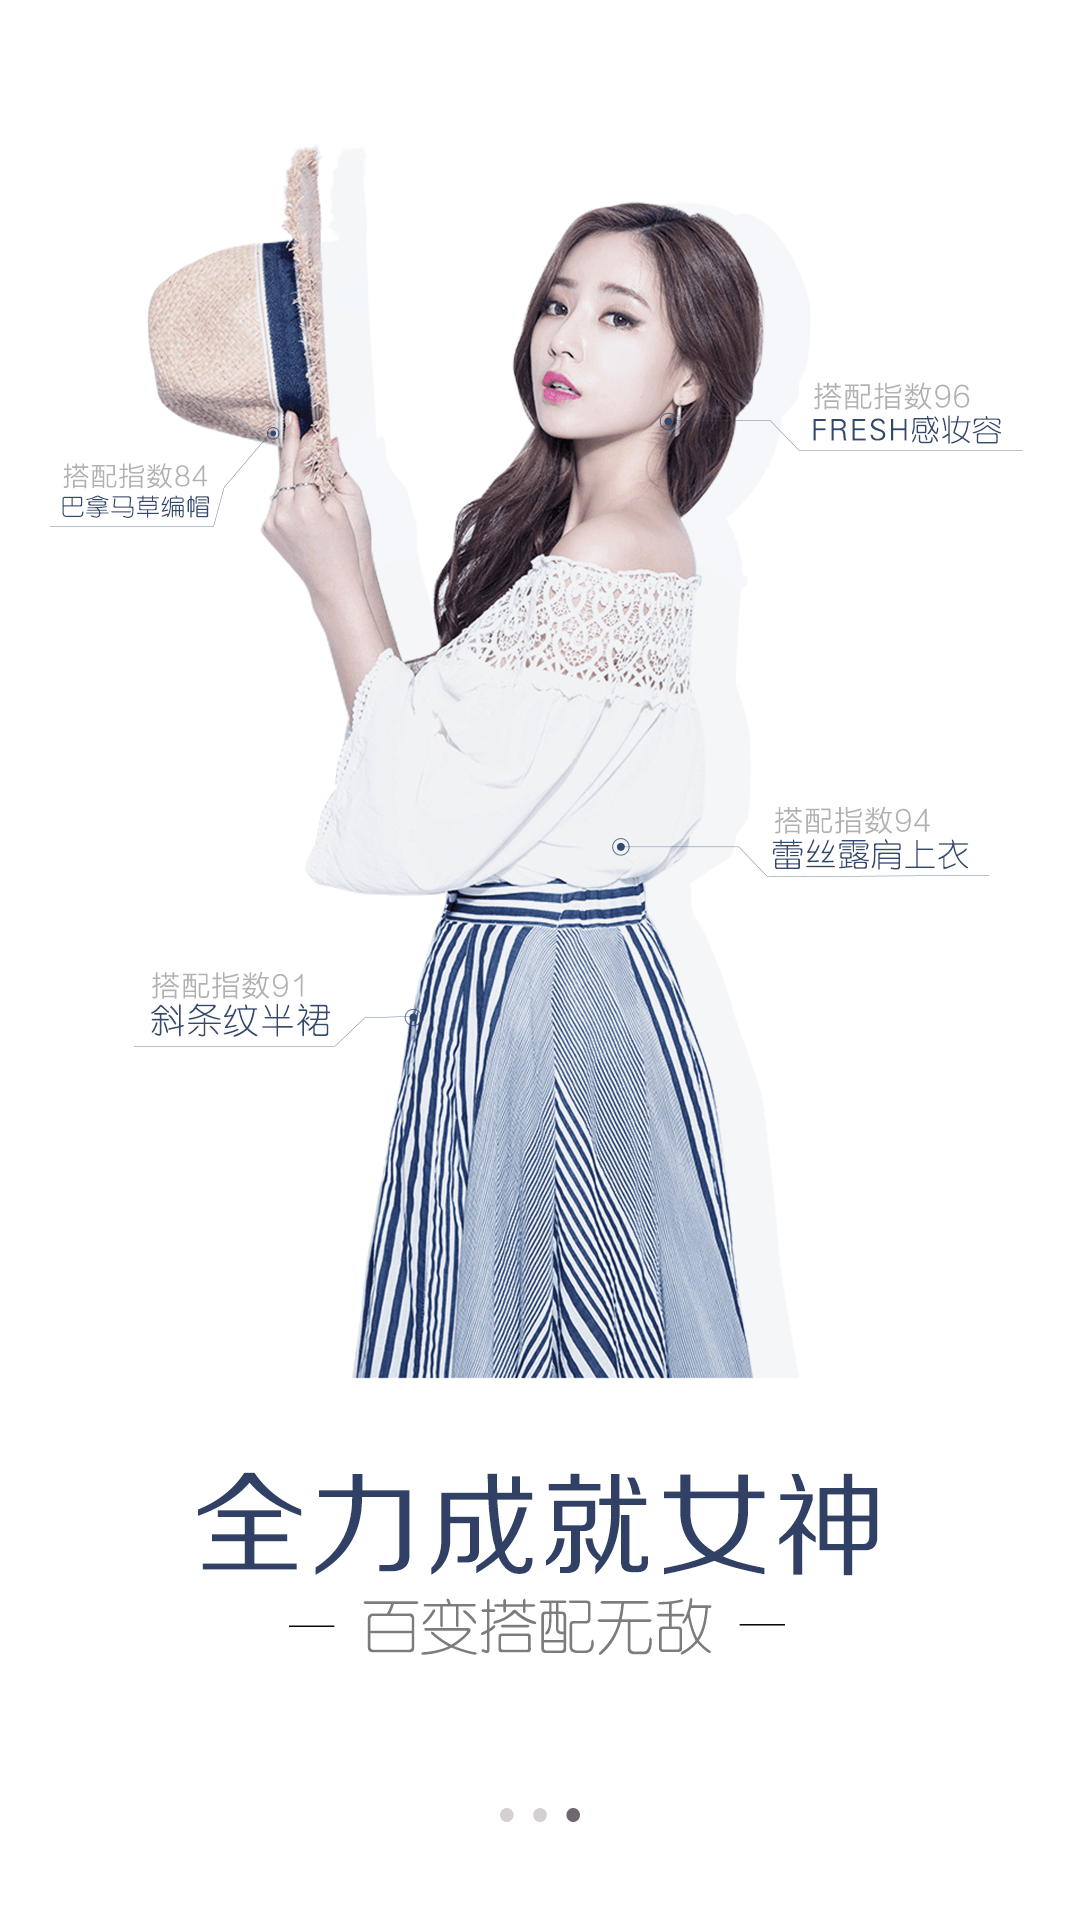 搭配指数96
FRESH感妆容
搭配指数84
巴拿马草编帽
搭配指数94
蕾丝露肩上衣
搭配指数91
斜条纹半裙
全力成就女神
— 百变搭配无敌 —